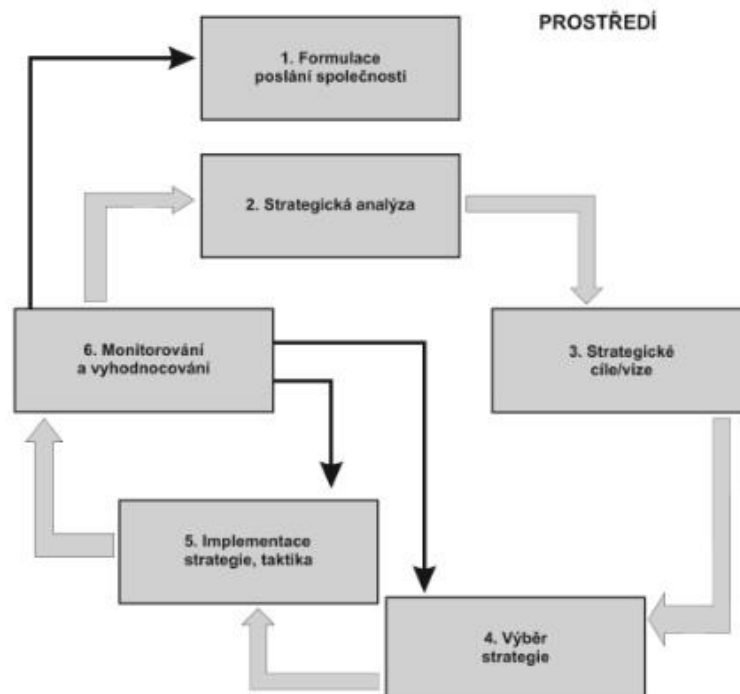 PROSTŘEDÍ
1. Formulace
poslání společnosti
2. Strategická analýza
3. Strategické
cíle/vize
6. Monitorování
a vyhodnocování
5. Implementace
strategie, taktika
4. Výběr
strategie